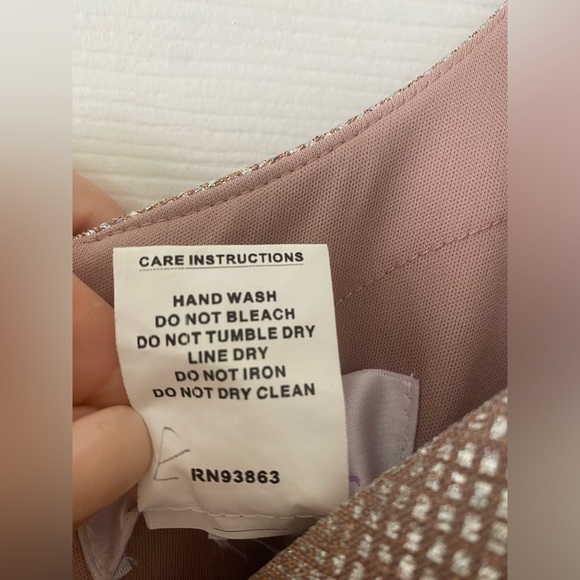 CARE INSTRUCTIONS
HAND WASH
DO NOT BLEACH
DO NOT TUMBLE DRY
LINE DRY
DO NOT IRON
DO NOT DRY CLEAN
RN93863